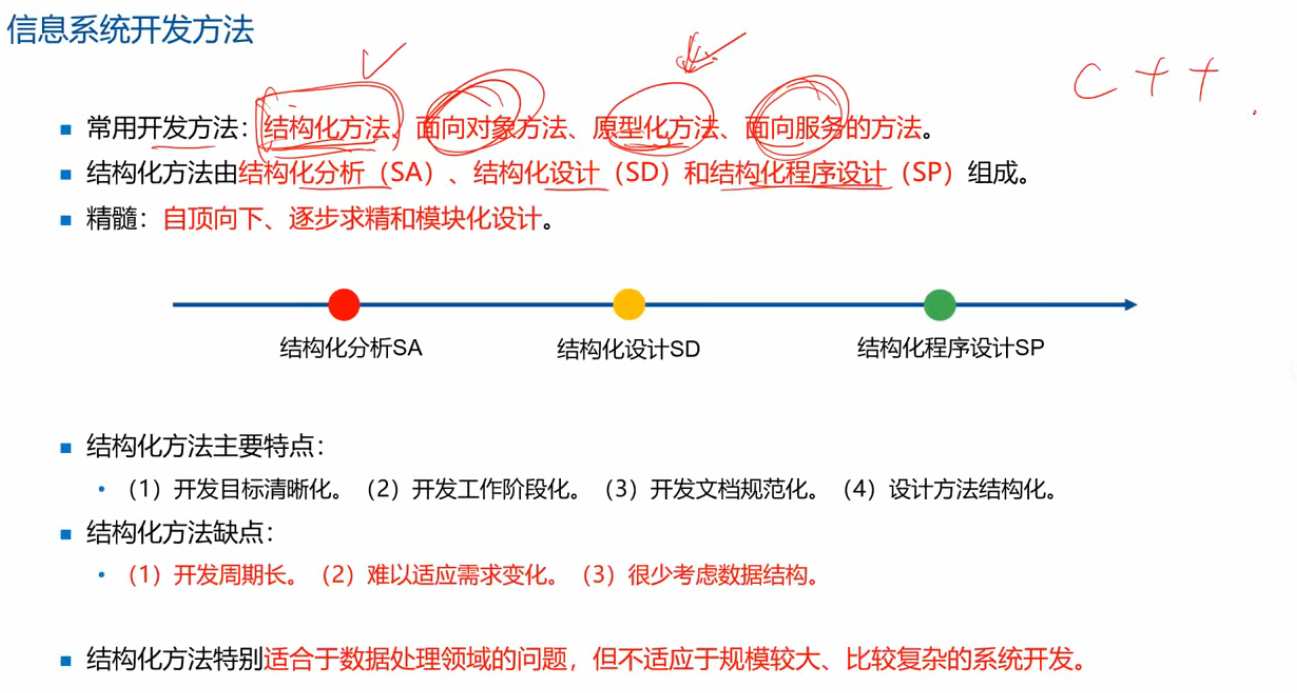 信息系统开发方法
C++
常用开发方法：结构化方法、面向对象方法、原型化方法、面向服务的方法。
结构化方法由结构化分析（SA）、结构化设计（SD）和结构化程序设计（SP）组成。
精髓：自顶向下、逐步求精和模块化设计。
结构化分析SA 结构化设计SD 结构化程序设计SP
结构化方法主要特点：
（1）开发目标清晰化。（2）开发工作阶段化。（3）开发文档规范化。（4）设计方法结构化。
结构化方法缺点：
（1）开发周期长。（2）难以适应需求变化。（3）很少考虑数据结构。
结构化方法特别适合于数据处理领域的问题，但不适应于规模较大、比较复杂的系统开发。